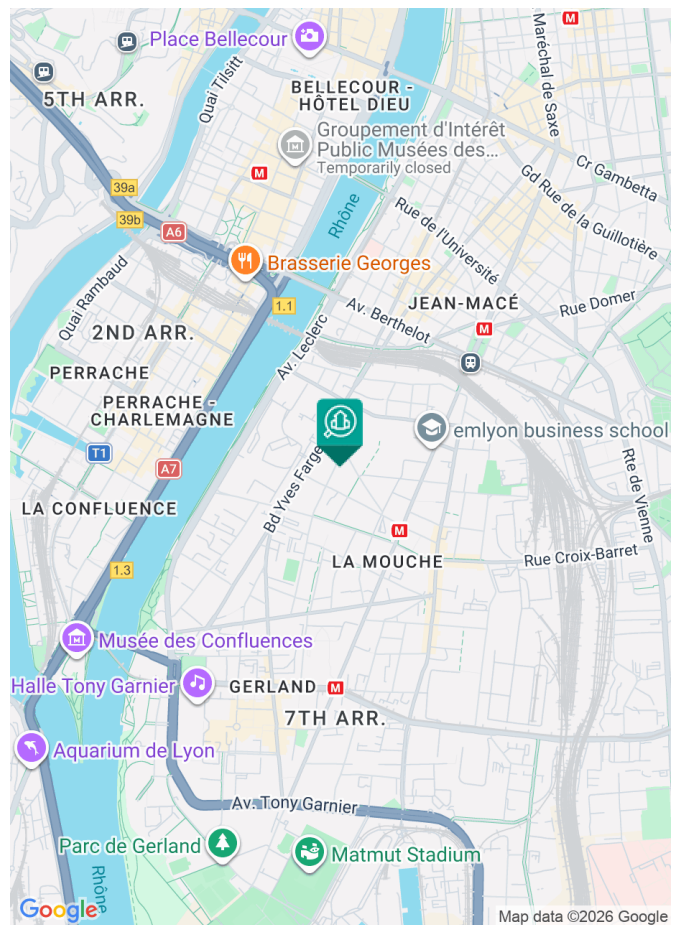 Place Bellecour
M
Maréchal de Saxe
5TH ARR.
Quai Tilsitt
BELLECOUR -
HÔTEL DIEU
Groupement d'Intérêt
Public Musées des...
Temporarily closed
M
Cr Gambetta
Gd Rue de la Guillotière
39a
39b
A6
Rhône
Rue de l'Université
Brasserie Georges
Quai Rambaud
1.1
Av. Berthelot
JEAN-MACÉ
Rue Domer
M
2ND ARR.
Av. Leclerc
PERRACHE
PERRACHE -
CHARLEMAGNE
emlyon business school
T1
A7
Bd Yves Farge
Rte de Vienne
LA CONFLUENCE
M
LA MOUCHE
Rue Croix-Barret
1.3
Musée des Confluences
Halle Tony Garnier
GERLAND
M
7TH ARR.
Aquarium de Lyon
Av. Tony Garnier
Parc de Gerland
Matmut Stadium
Rhône
Google
Map data ©2026 Google